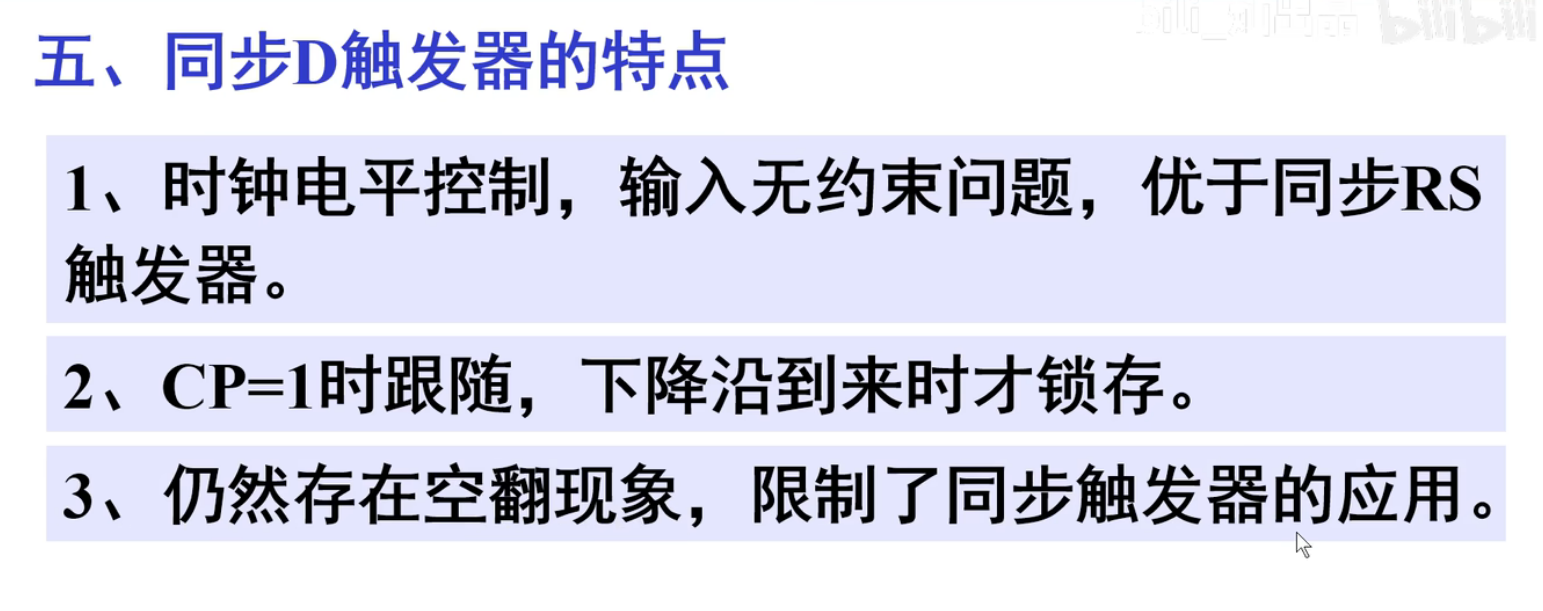 五、同步D触发器的特点
1、时钟电平控制，输入无约束问题，优于同步RS
触发器。
2、CP=1时跟随，下降沿到来时才锁存。
3、仍然存在空翻现象，限制了同步触发器的应用。
bilibili